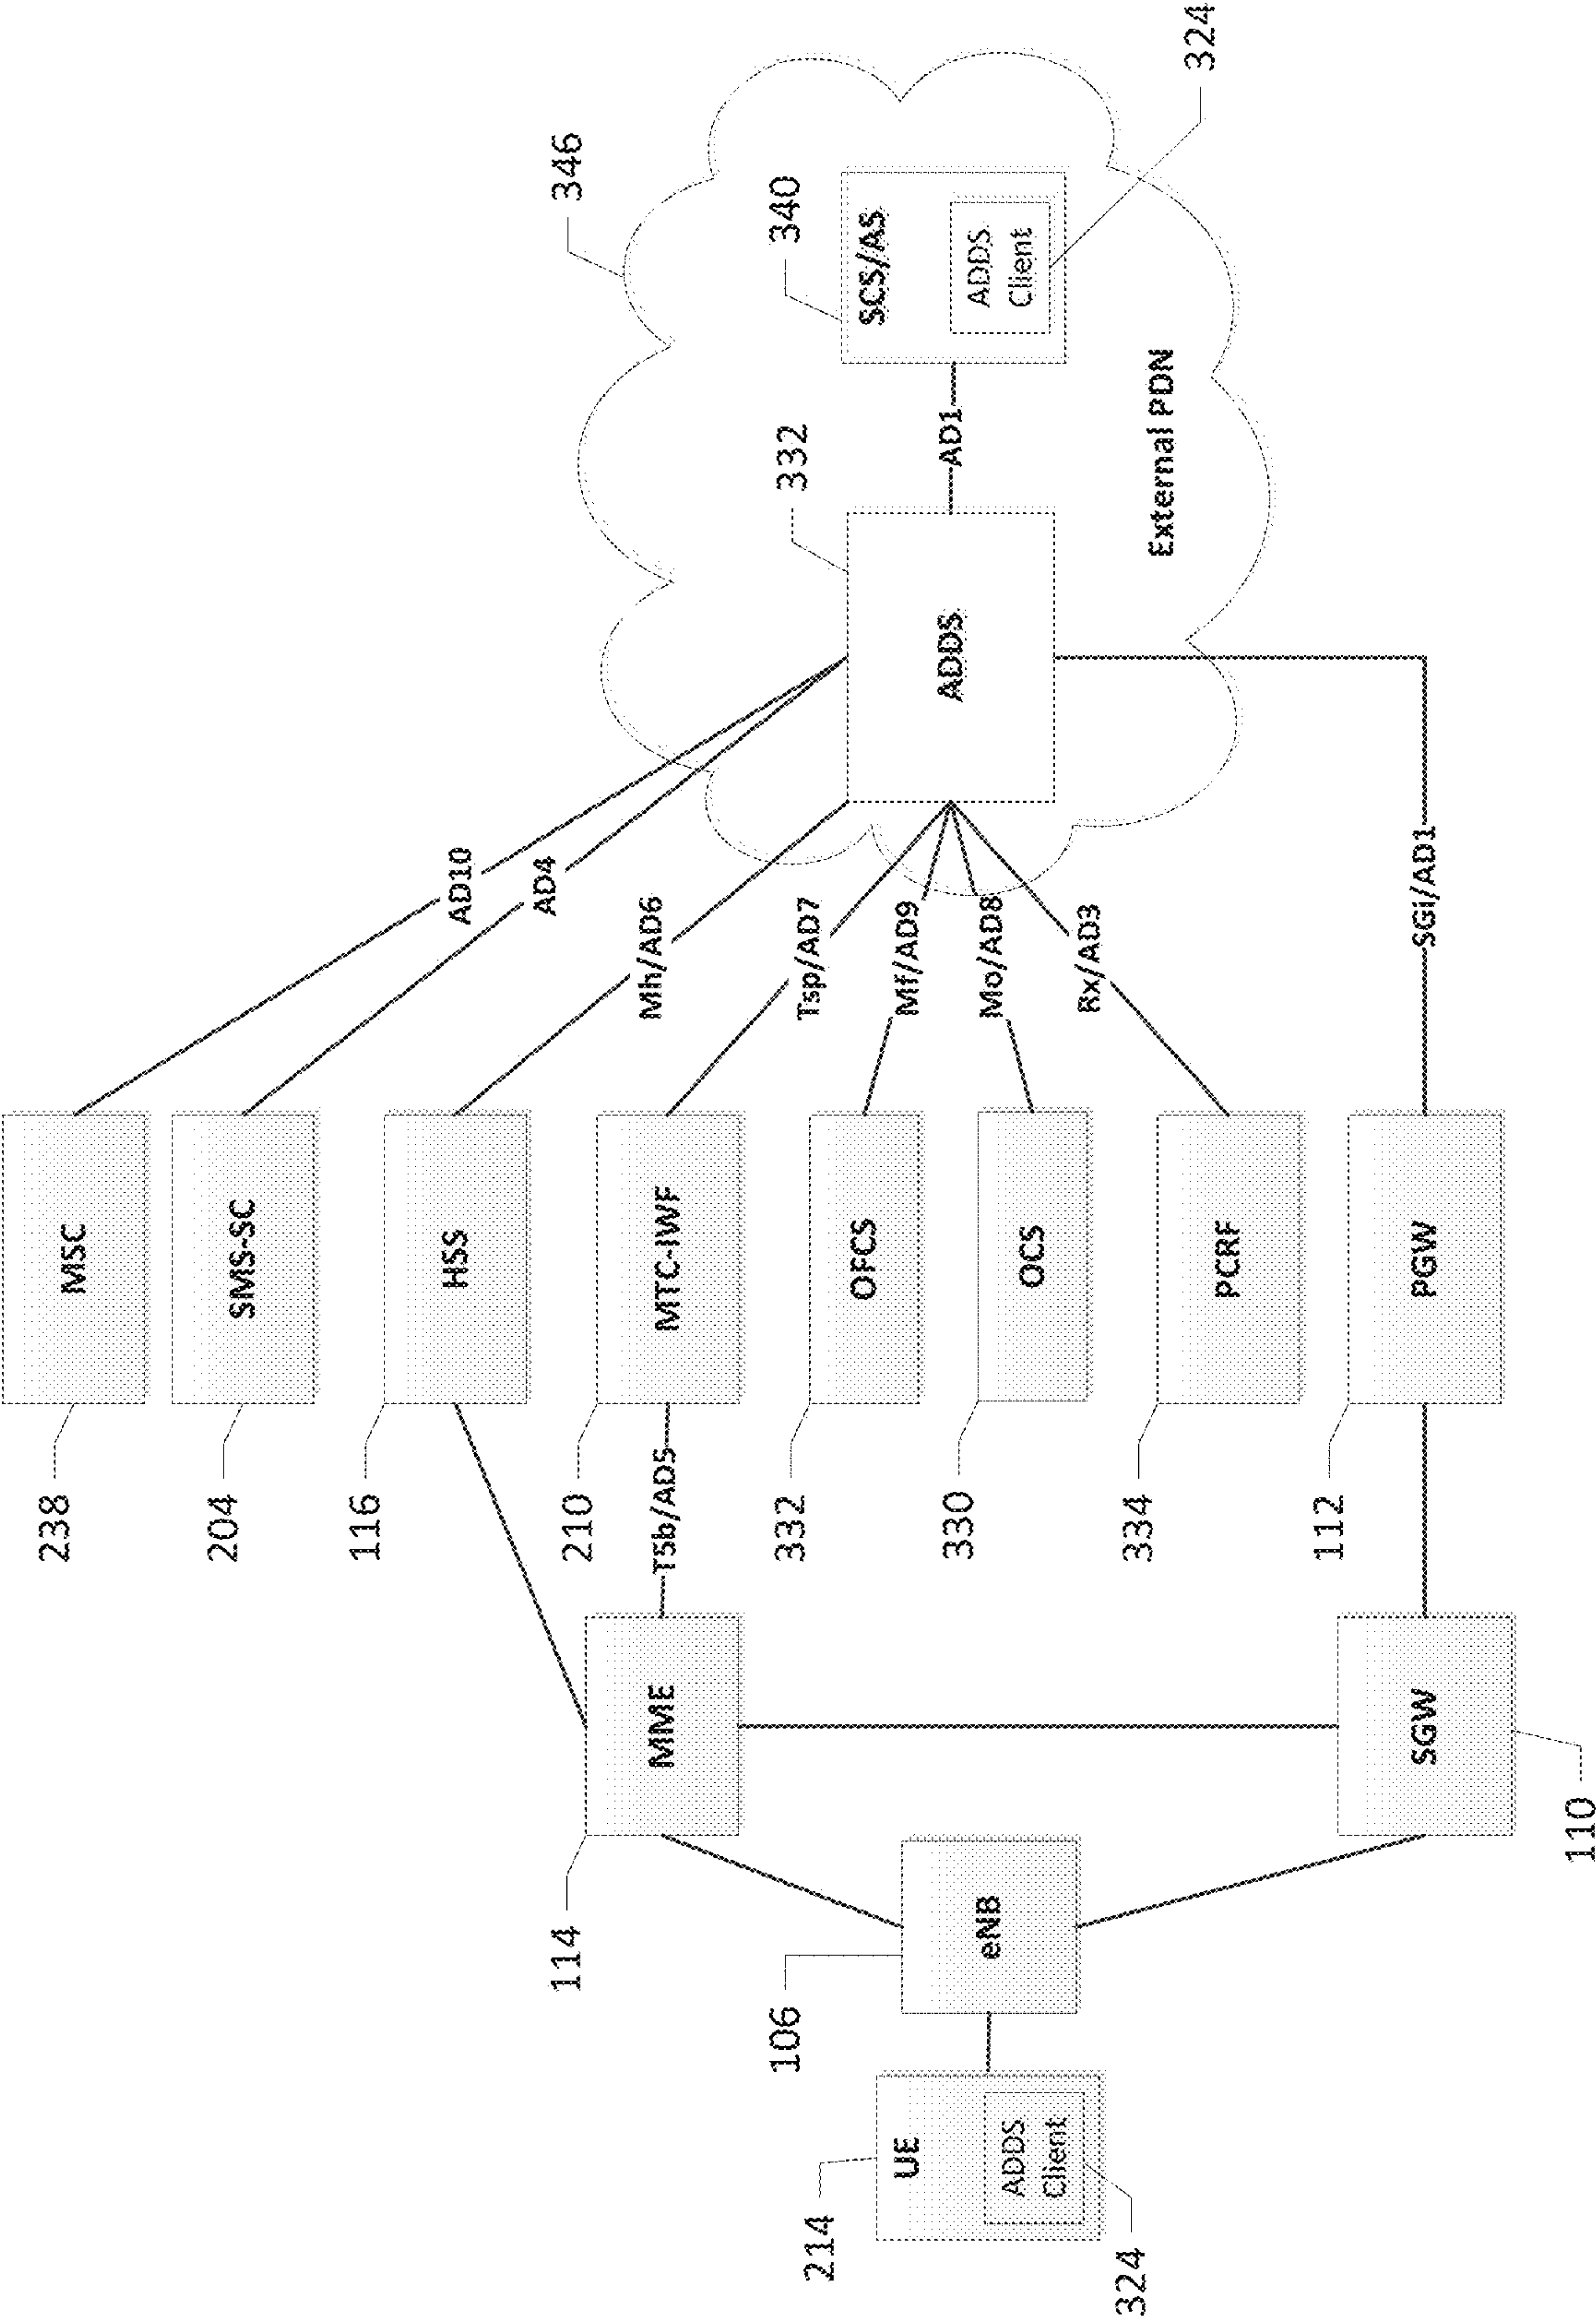 346
340
SCS/AS
ADDS
Client
324
332
AD1
ADDS
External PDN
AD10
AD4
Mh/AD6
Tsp/AD7
Mf/AD9
Mo/AD8
Rx/AD3
SGi/AD1
MSC
238
SMS-SC
204
HSS
116
MTC-IWF
210
T5b/AD5
OFCS
332
OCS
330
PCRF
334
PGW
112
MME
114
SGW
110
eNB
106
UE
ADDS
Client
214
324